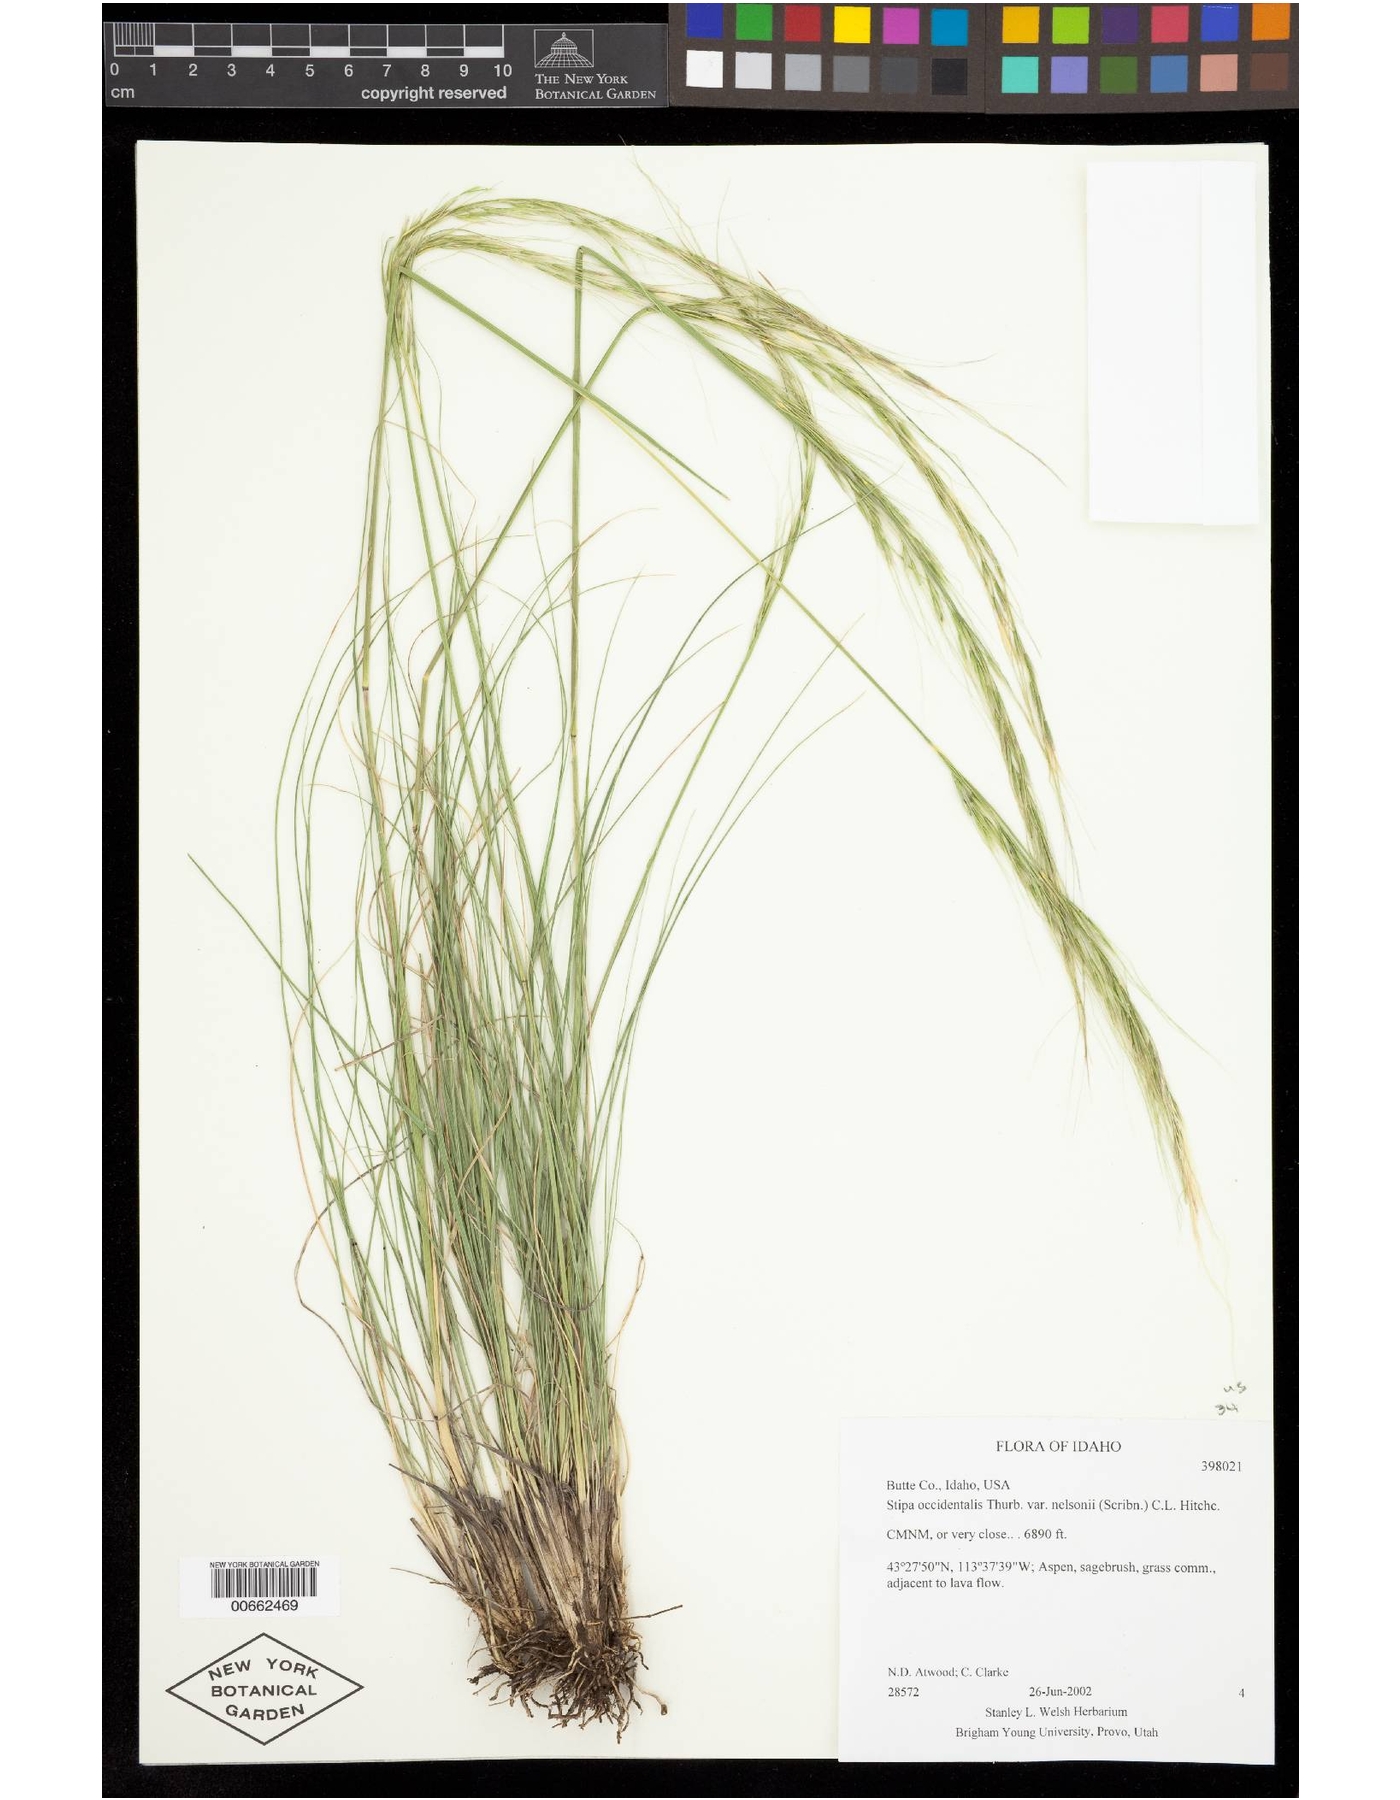 0 1 2 3 4 5 6 7 8 9 10
cm
copyright reserved
THE NEW YORK
BOTANICAL GARDEN
us
34
FLORA OF IDAHO
398021
Butte Co., Idaho, USA
Stipa occidentalis Thurb. var. nelsonii (Scribn.) C.L. Hitchc.
CMNM, or very close.. . 6890 ft.
43°27'50"N, 113°37'39"W; Aspen, sagebrush, grass comm.,
adjacent to lava flow.
N.D. Atwood; C. Clarke
28572 26-Jun-2002 4
Stanley L. Welsh Herbarium
Brigham Young University, Provo, Utah
NEW YORK BOTANICAL GARDEN
00662469
NEW YORK
BOTANICAL
GARDEN